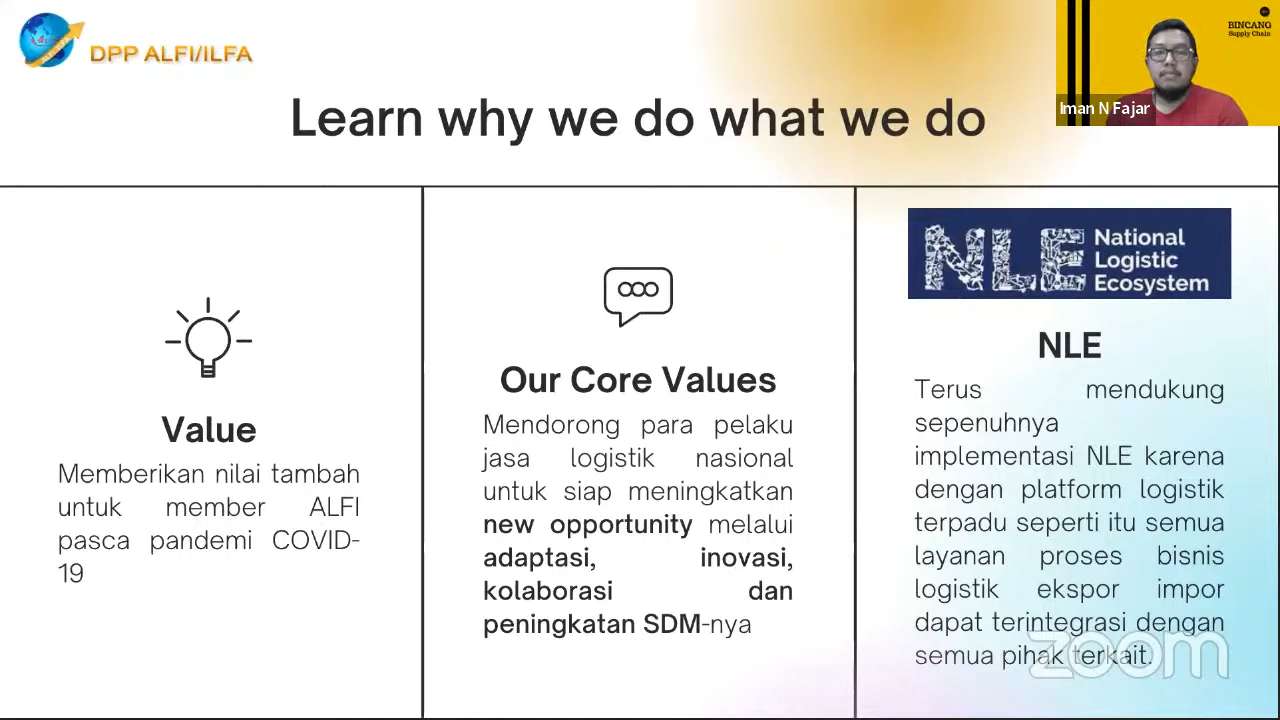 DPP ALFI/ILFA
BINCANG
Supply Chain
Iman N Fajar
Learn why we do what we do
Value
Memberikan nilai tambah
untuk member ALFI
pasca pandemi COVID-
19
Our Core Values
Mendorong para pelaku
jasa logistik nasional
untuk siap meningkatkan
new opportunity melalui
adaptasi, inovasi,
kolaborasi dan
peningkatan SDM-nya
NLE National
Logistic
Ecosystem
NLE
Terus mendukung
sepenuhnya
implementasi NLE karena
dengan platform logistik
terpadu seperti itu semua
layanan proses bisnis
logistik ekspor impor
dapat terintegrasi dengan
semua pihak terkait.
zoom